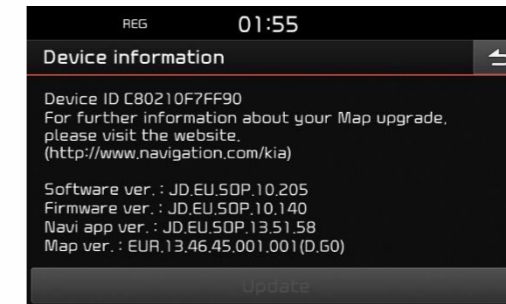 REG 01:55
Device information
Device ID C80210F7FF90
For further information about your Map upgrade,
please visit the website.
(http://www.navigation.com/kia)
Software ver. : JD.EU.SOP.10.205
Firmware ver. : JD.EU.SOP.10.140
Navi app ver. : JD.EU.SOP.13.51.58
Map ver. : EUR.13.46.45.001.001(D.G0)
Update